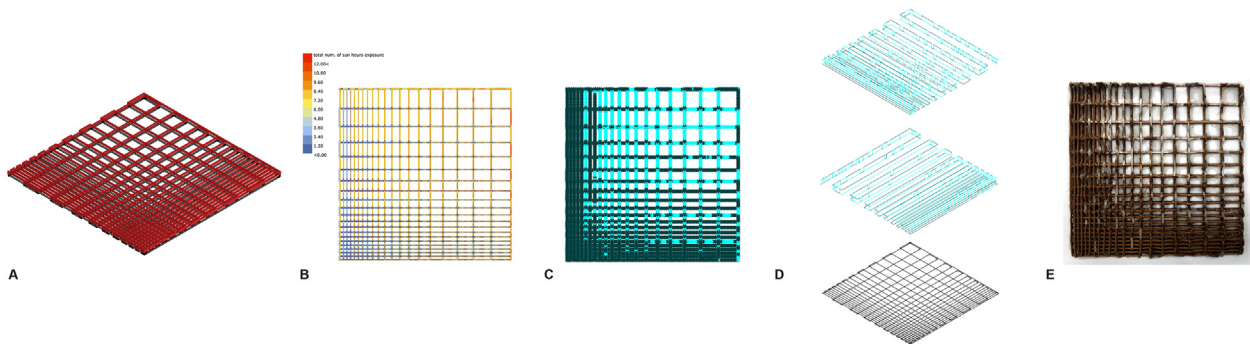 total num. of sun hours exposure
12.00<
10.80
9.60
8.40
7.20
6.00
4.80
3.60
2.40
1.20
<0.00
A
B
C
D
E